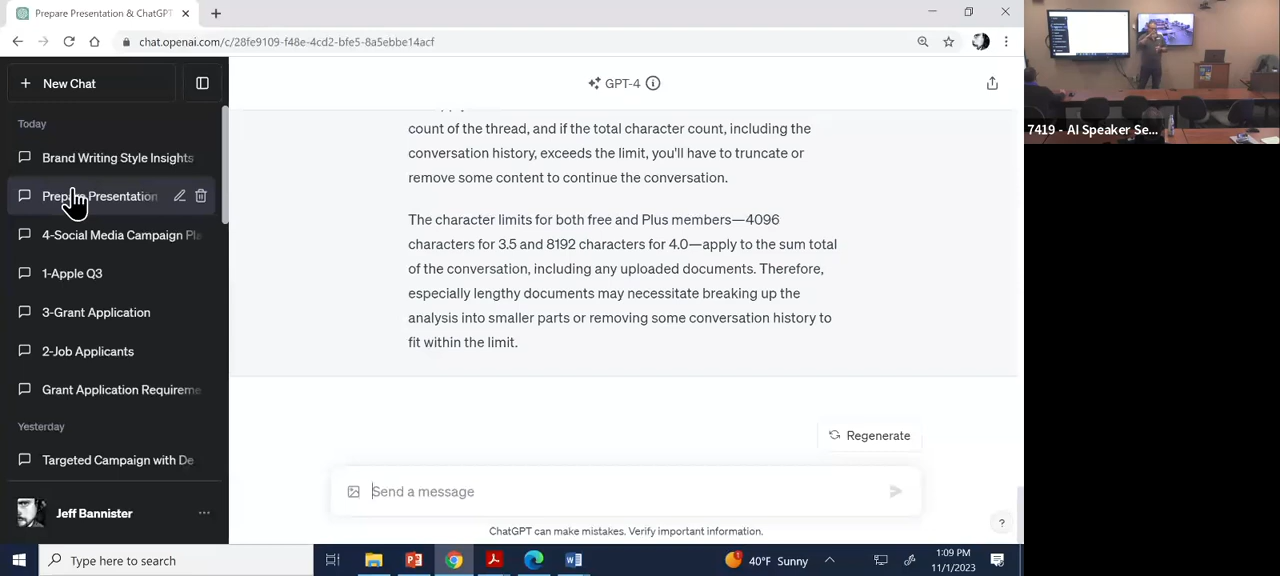 Prepare Presentation & ChatGPT
chat.openai.com/c/28fe9109-f48e-4cd2-bfe5-8a5ebbe14acf
New Chat
Today
Brand Writing Style Insights
Prepare Presentation
4-Social Media Campaign Pla
1-Apple Q3
3-Grant Application
2-Job Applicants
Grant Application Requireme
Yesterday
Targeted Campaign with De
Jeff Bannister
GPT-4
count of the thread, and if the total character count, including the
conversation history, exceeds the limit, you'll have to truncate or
remove some content to continue the conversation.
The character limits for both free and Plus members—4096
characters for 3.5 and 8192 characters for 4.0—apply to the sum total
of the conversation, including any uploaded documents. Therefore,
especially lengthy documents may necessitate breaking up the
analysis into smaller parts or removing some conversation history to
fit within the limit.
Regenerate
Send a message
ChatGPT can make mistakes. Verify important information.
?
7419 - AI Speaker Se...
Type here to search
40°F Sunny
1:09 PM
11/1/2023